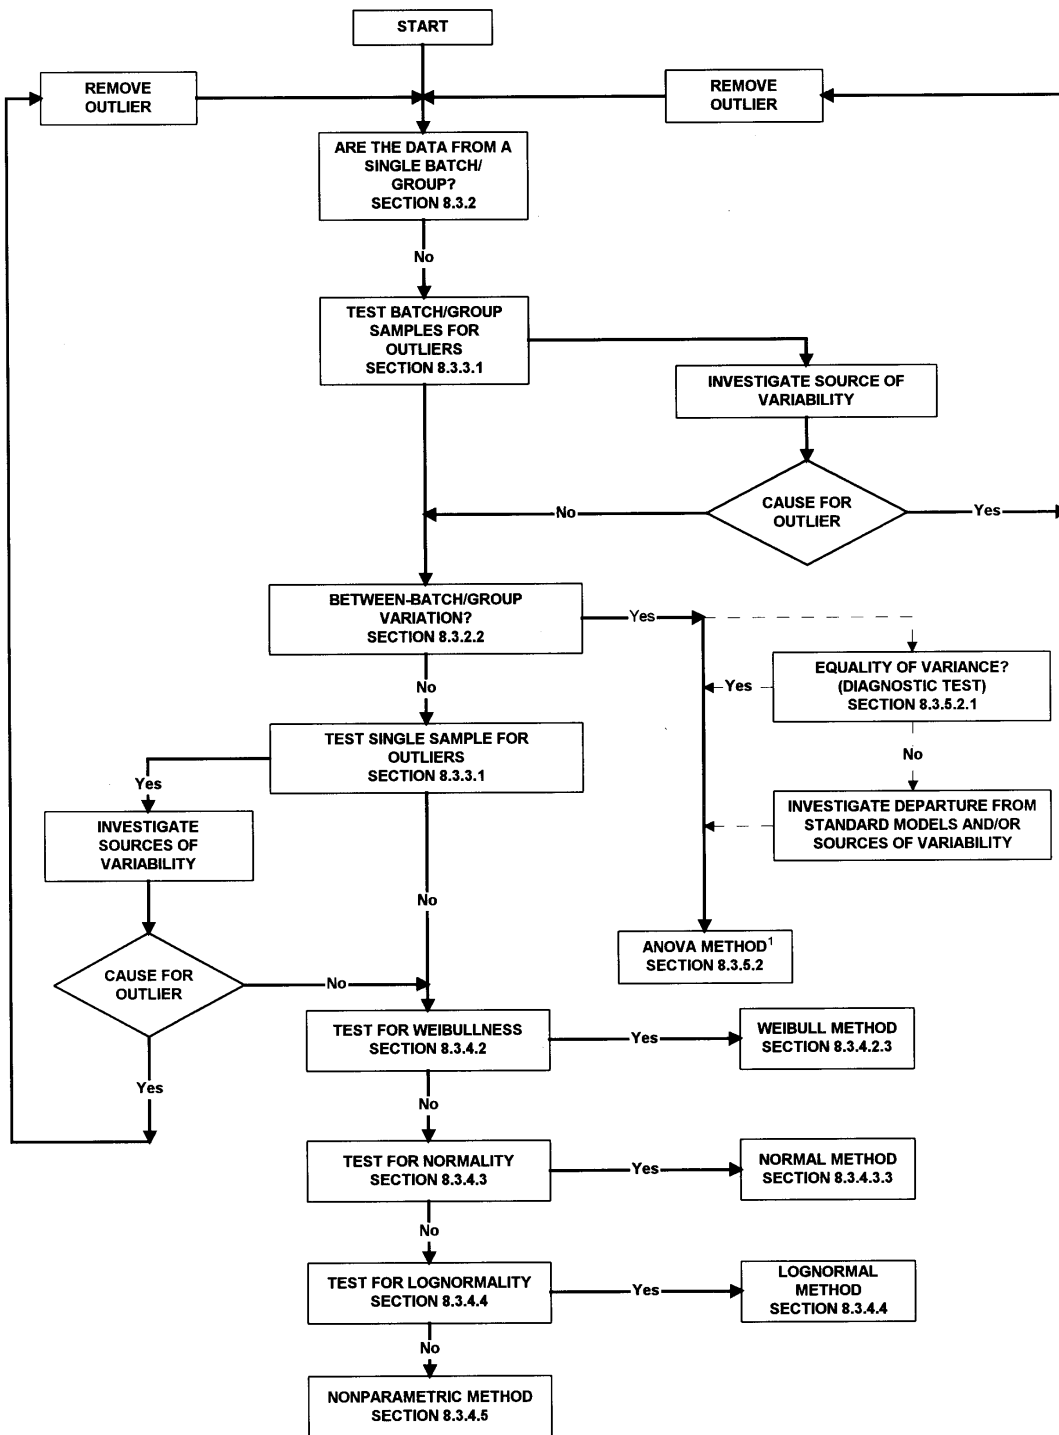 START
REMOVE
OUTLIER
REMOVE
OUTLIER
ARE THE DATA FROM A
SINGLE BATCH/
GROUP?
SECTION 8.3.2
No
TEST BATCH/GROUP
SAMPLES FOR
OUTLIERS
SECTION 8.3.3.1
INVESTIGATE SOURCE OF
VARIABILITY
CAUSE FOR
OUTLIER
No
Yes
BETWEEN-BATCH/GROUP
VARIATION?
SECTION 8.3.2.2
Yes
EQUALITY OF VARIANCE?
(DIAGNOSTIC TEST)
SECTION 8.3.5.2.1
Yes
No
No
TEST SINGLE SAMPLE FOR
OUTLIERS
SECTION 8.3.3.1
Yes
INVESTIGATE DEPARTURE FROM
STANDARD MODELS AND/OR
SOURCES OF VARIABILITY
INVESTIGATE
SOURCES OF
VARIABILITY
No
ANOVA METHOD¹
SECTION 8.3.5.2
CAUSE FOR
OUTLIER
No
Yes
TEST FOR WEIBULLNESS
SECTION 8.3.4.2
Yes
WEIBULL METHOD
SECTION 8.3.4.2.3
No
TEST FOR NORMALITY
SECTION 8.3.4.3
Yes
NORMAL METHOD
SECTION 8.3.4.3.3
No
TEST FOR LOGNORMALITY
SECTION 8.3.4.4
Yes
LOGNORMAL
METHOD
SECTION 8.3.4.4
No
NONPARAMETRIC METHOD
SECTION 8.3.4.5